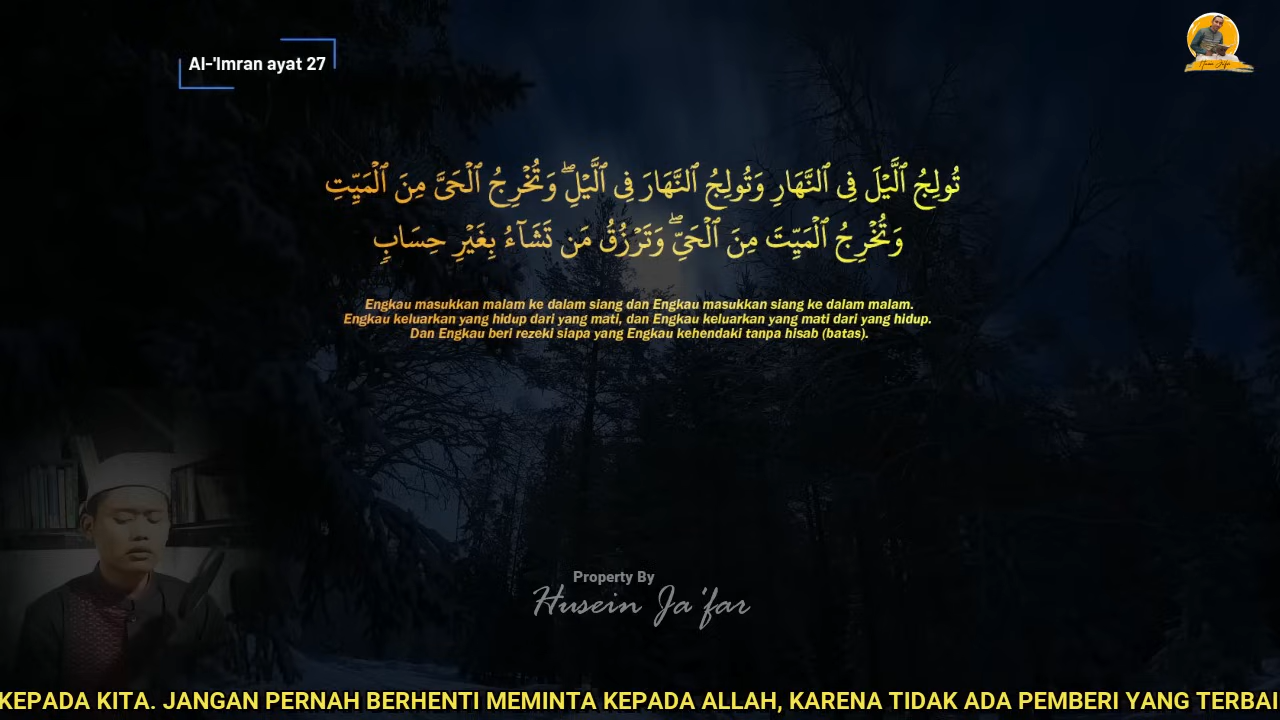 Al-'Imran ayat 27
تُولِجُ ٱلَّيْلَ فِى ٱلنَّهَارِ وَتُولِجُ ٱلنَّهَارَ فِى ٱلَّيْلِ ۖ وَتُخْرِجُ ٱلْحَىَّ مِنَ ٱلْمَيِّتِ
وَتُخْرِجُ ٱلْمَيِّتَ مِنَ ٱلْحَىِّ ۖ وَتَرْزُقُ مَن تَشَآءُ بِغَيْرِ حِسَابٍ
Engkau masukkan malam ke dalam siang dan Engkau masukkan siang ke dalam malam.
Engkau keluarkan yang hidup dari yang mati, dan Engkau keluarkan yang mati dari yang hidup.
Dan Engkau beri rezeki siapa yang Engkau kehendaki tanpa hisab (batas).
Property By
Husein Ja'far
KEPADA KITA. JANGAN PERNAH BERHENTI MEMINTA KEPADA ALLAH, KARENA TIDAK ADA PEMBERI YANG